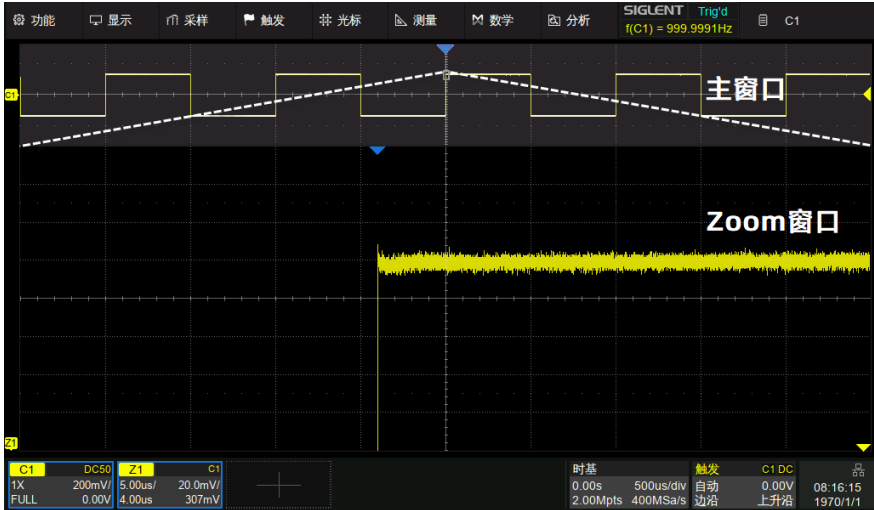 功能 显示 采样 触发 光标 测量 数学 分析 SIGLENT Trig'd C1
f(C1) = 999.9991Hz
C1
主窗口
Zoom窗口
Z1
C1 DC50 Z1 C1 时基 触发 C1 DC
1X 200mV/ 5.00us/ 20.0mV/ 0.00s 500us/div 自动 0.00V 08:16:15
FULL 0.00V 4.00us 307mV 2.00Mpts 400MSa/s 边沿 上升沿 1970/1/1